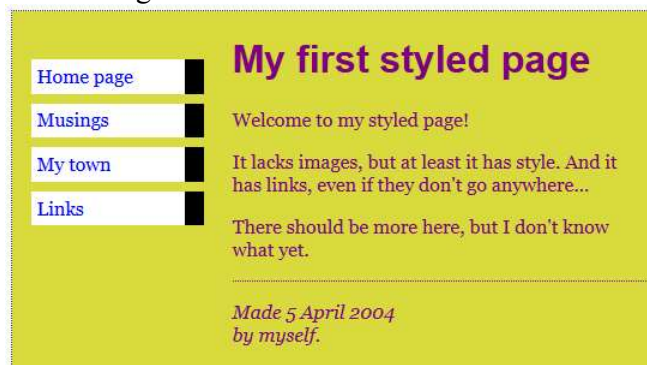 Home page
Musings
My town
Links
My first styled page
Welcome to my styled page!
It lacks images, but at least it has style. And it
has links, even if they don't go anywhere...
There should be more here, but I don't know
what yet.
Made 5 April 2004
by myself.